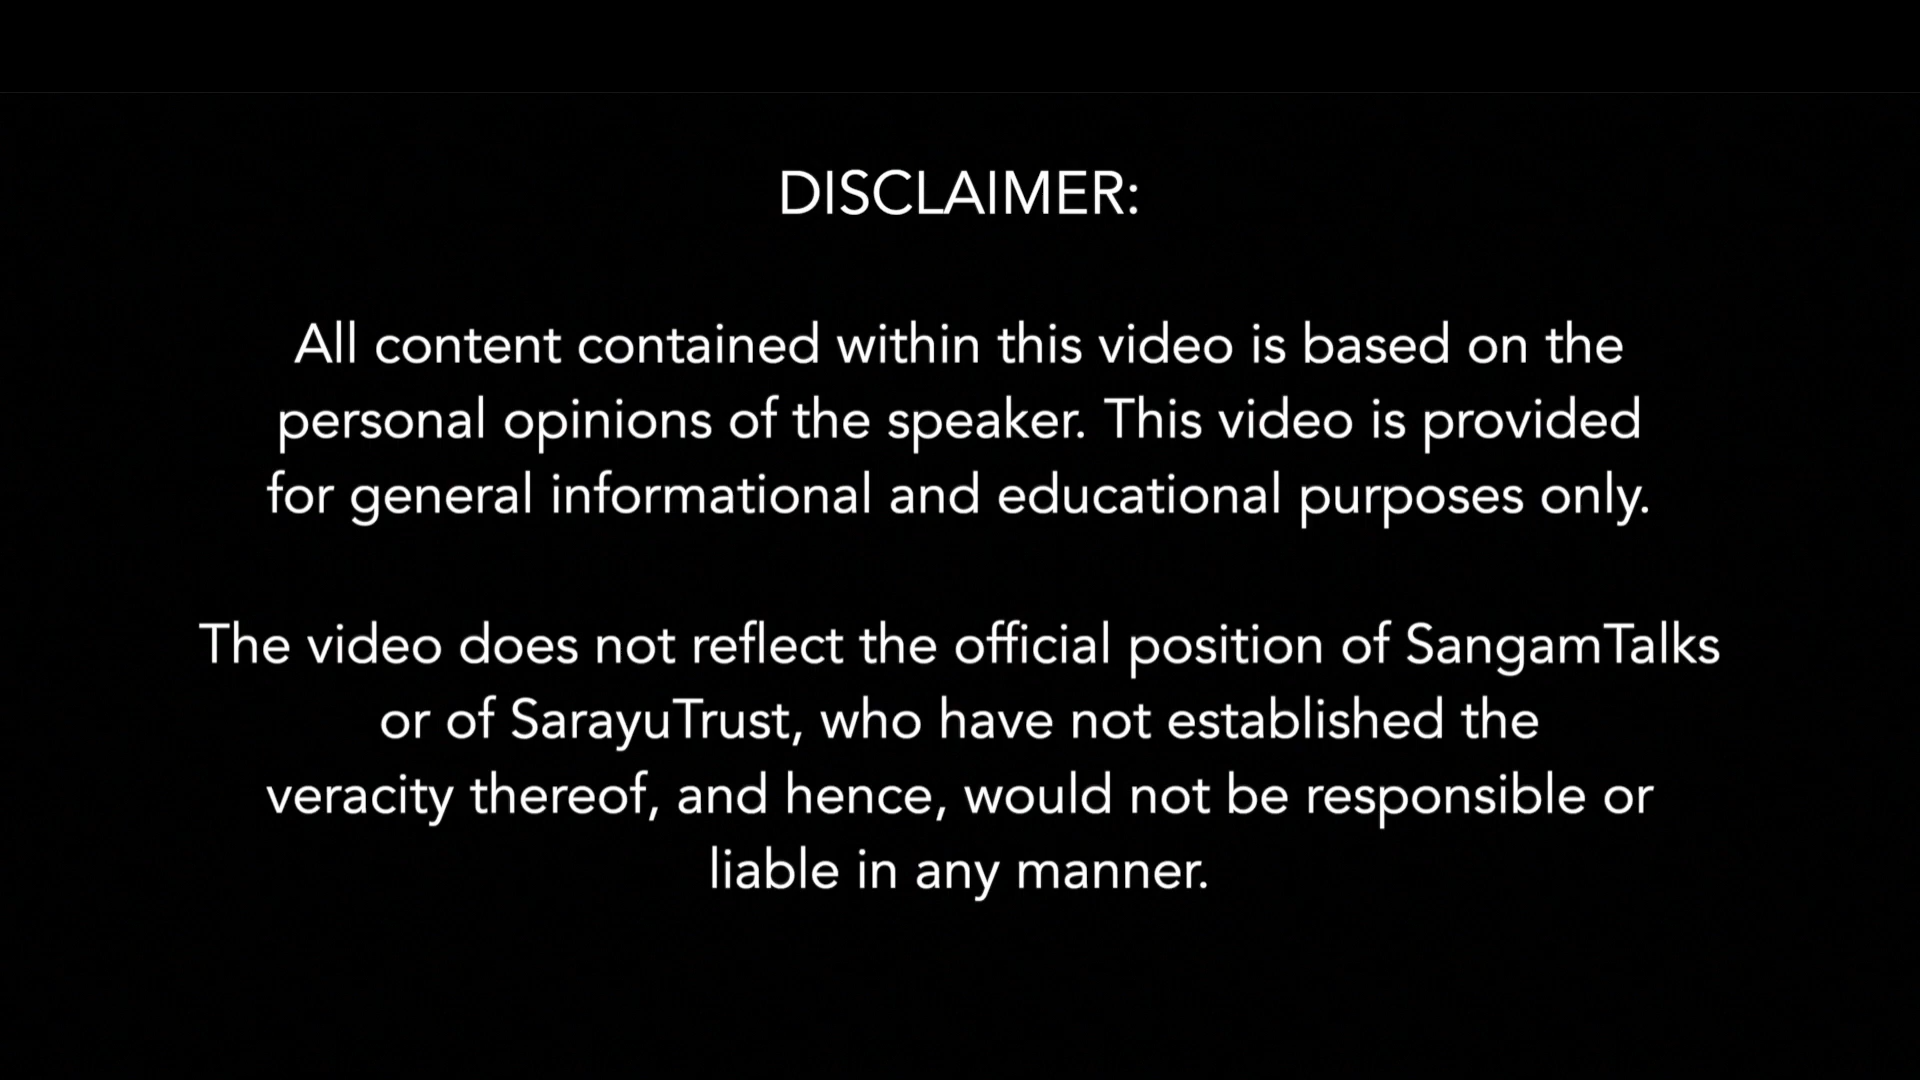 DISCLAIMER:
All content contained within this video is based on the
personal opinions of the speaker. This video is provided
for general informational and educational purposes only.
The video does not reflect the official position of SangamTalks
or of SarayuTrust, who have not established the
veracity thereof, and hence, would not be responsible or
liable in any manner.